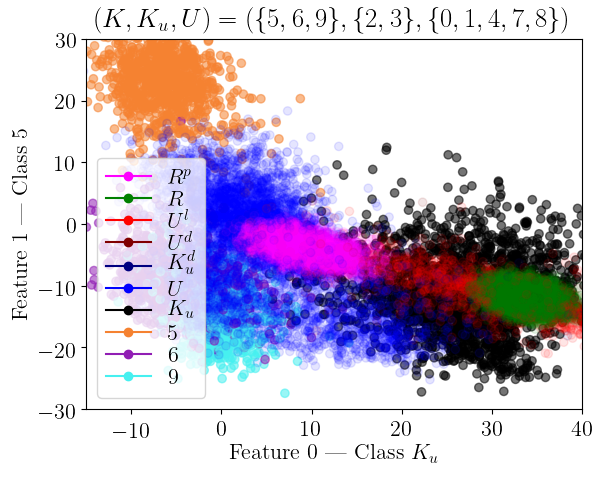 (K, K_u, U) = ({5, 6, 9}, {2, 3}, {0, 1, 4, 7, 8})
30
20
10
0
−10
−20
−30
Feature 1 — Class 5
R^p
R
U^l
U^d
K_u^d
U
K_u
5
6
9
−10 0 10 20 30 40
Feature 0 — Class K_u